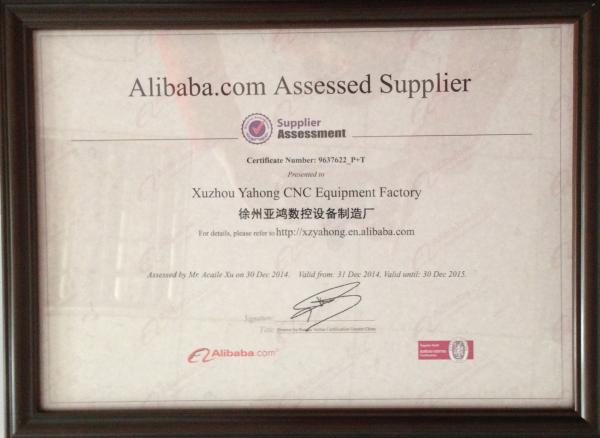 Alibaba.com Assessed Supplier
Supplier
Assessment
Certificate Number: 9637622_P+T
Presented to
Xuzhou Yahong CNC Equipment Factory
徐州亚鸿数控设备制造厂
For details, please refer to http://xzyahong.en.alibaba.com
Assessed by Mr. Acaile Xu on 30 Dec 2014. Valid from: 31 Dec 2014, Valid until: 30 Dec 2015.
Signature:
Title:
Alibaba.com